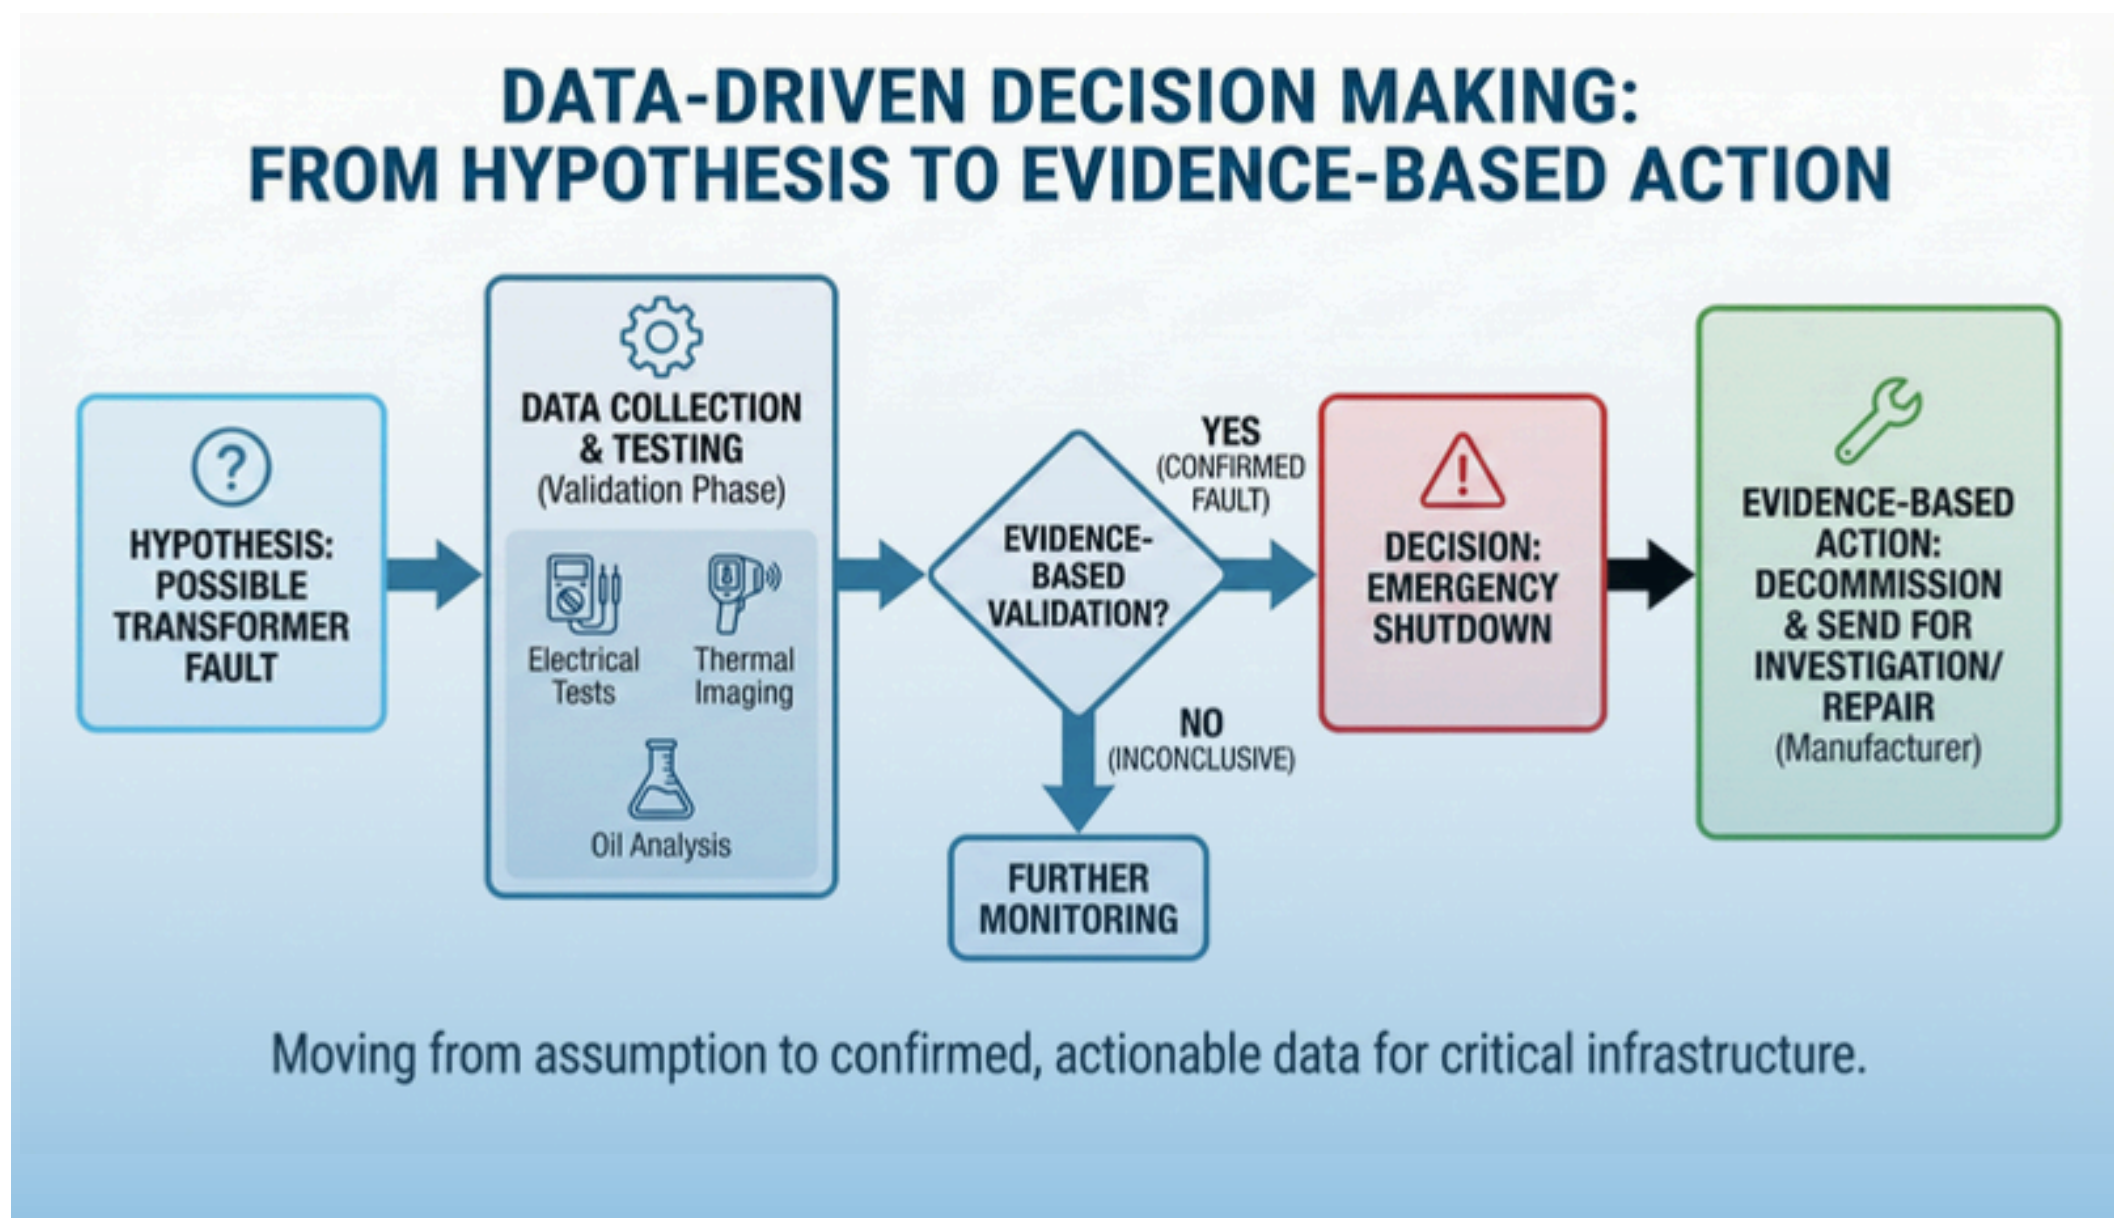 DATA-DRIVEN DECISION MAKING:
FROM HYPOTHESIS TO EVIDENCE-BASED ACTION
?
HYPOTHESIS:
POSSIBLE
TRANSFORMER
FAULT
DATA COLLECTION
& TESTING
(Validation Phase)
Electrical
Tests
Thermal
Imaging
Oil Analysis
EVIDENCE-
BASED
VALIDATION?
YES
(CONFIRMED
FAULT)
NO
(INCONCLUSIVE)
FURTHER
MONITORING
!
DECISION:
EMERGENCY
SHUTDOWN
EVIDENCE-BASED
ACTION:
DECOMMISSION
& SEND FOR
INVESTIGATION/
REPAIR
(Manufacturer)
Moving from assumption to confirmed, actionable data for critical infrastructure.